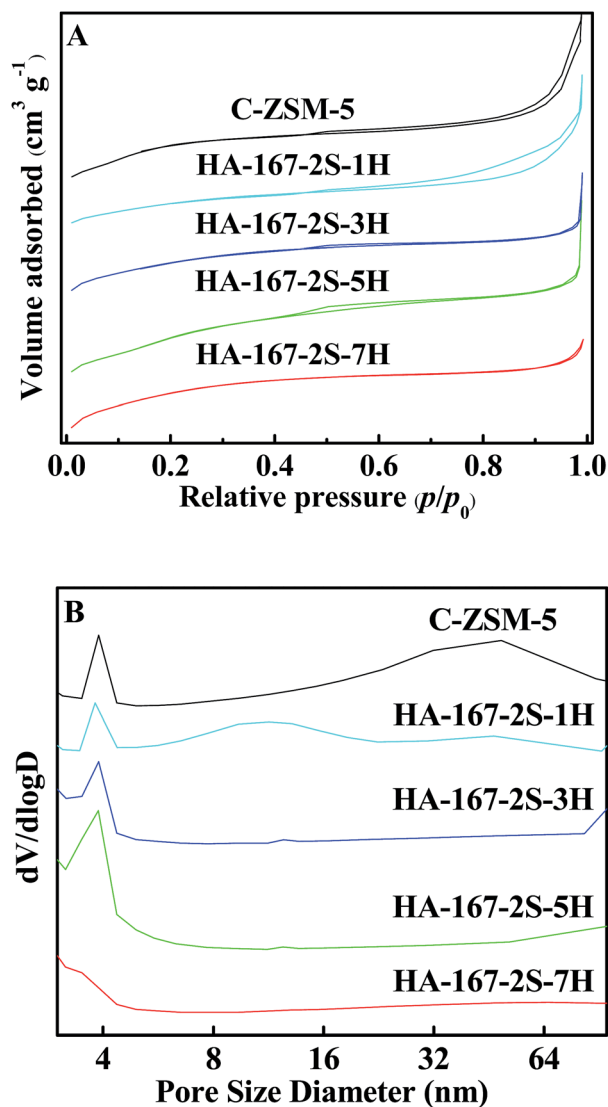 A
C-ZSM-5
HA-167-2S-1H
HA-167-2S-3H
HA-167-2S-5H
HA-167-2S-7H
Volume adsorbed (cm³ g⁻¹)
0.0 0.2 0.4 0.6 0.8 1.0
Relative pressure (p/p₀)
B
C-ZSM-5
HA-167-2S-1H
HA-167-2S-3H
HA-167-2S-5H
HA-167-2S-7H
dV/dlogD
4 8 16 32 64
Pore Size Diameter (nm)